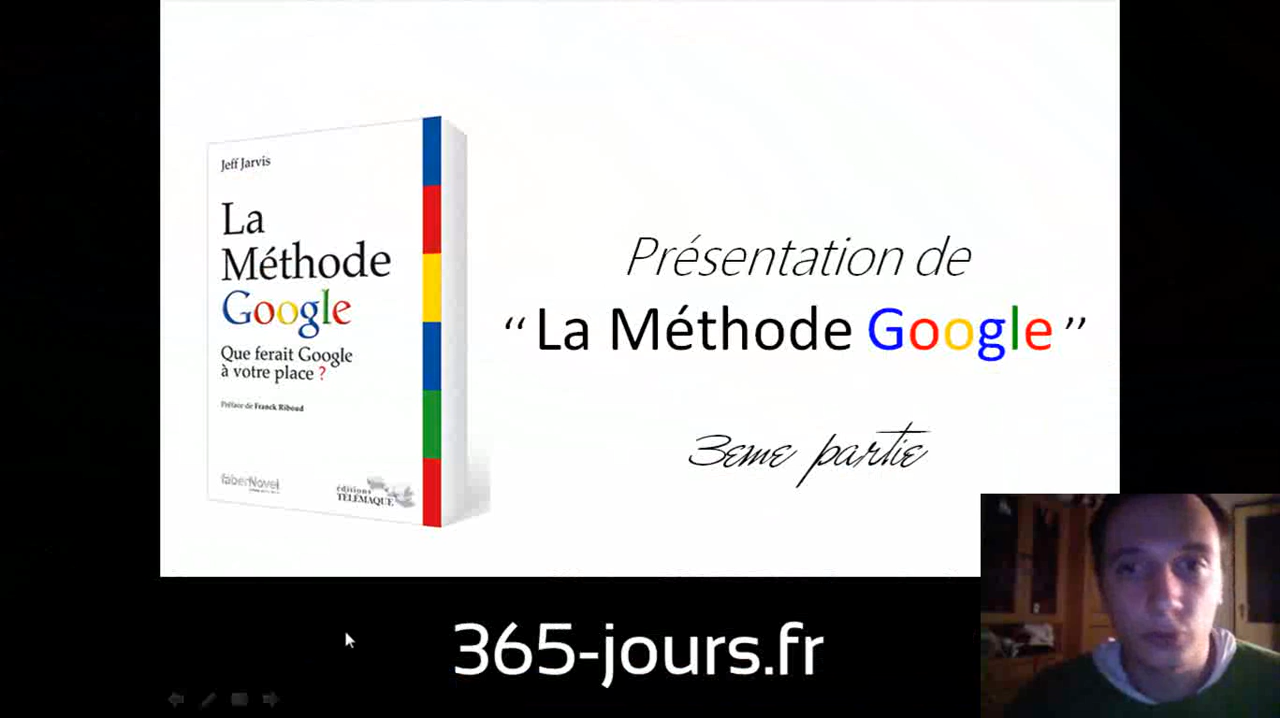 Jeff Jarvis
La
Méthode
Google
Que ferait Google
à votre place ?
Préface de Franck Riboud
faberNovel
éditions
TÉLÉMAQUE
Présentation de
“ La Méthode Google ”
3eme partie
365-jours.fr